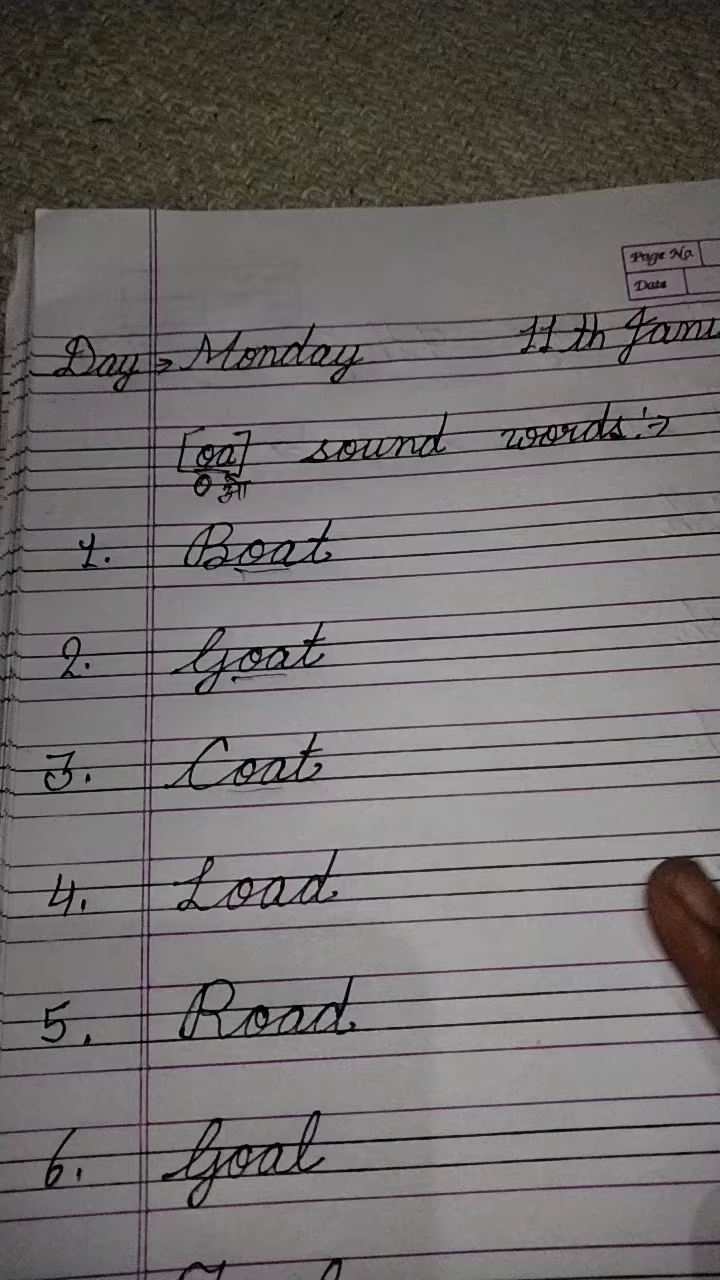 Page No.
Date
Day → Monday 11th Janu
[oa] sound words:→
ओ
1. Boat
2. Goat
3. Coat
4. Load
5. Road
6. Goal